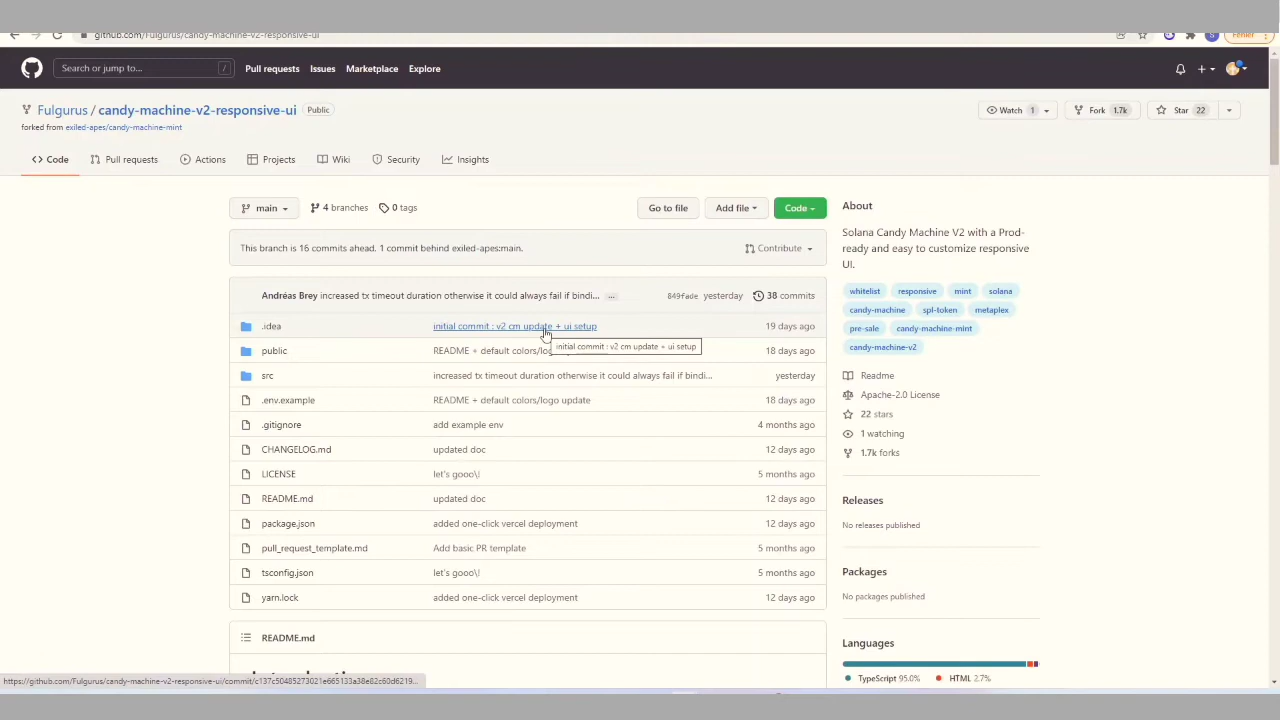 github.com/Fulgurus/candy-machine-v2-responsive-ui
Search or jump to...
/
Pull requests
Issues
Marketplace
Explore
Fulgurus / candy-machine-v2-responsive-ui
Public
forked from exiled-apes/candy-machine-mint
Watch 1
Fork 1.7k
Star 22
Code
Pull requests
Actions
Projects
Wiki
Security
Insights
main
4 branches
0 tags
Go to file
Add file
Code
This branch is 16 commits ahead, 1 commit behind exiled-apes:main.
Contribute
Andréas Brey increased tx timeout duration otherwise it could always fail if bindi... ...
849fade yesterday
38 commits
.idea
initial commit : v2 cm update + ui setup
19 days ago
initial commit : v2 cm update + ui setup
public
README + default colors/lo
18 days ago
src
increased tx timeout duration otherwise it could always fail if bindi...
yesterday
.env.example
README + default colors/logo update
18 days ago
.gitignore
add example env
4 months ago
CHANGELOG.md
updated doc
12 days ago
LICENSE
let's gooo\!
5 months ago
README.md
updated doc
12 days ago
package.json
added one-click vercel deployment
12 days ago
pull_request_template.md
Add basic PR template
5 months ago
tsconfig.json
let's gooo\!
5 months ago
yarn.lock
added one-click vercel deployment
12 days ago
README.md
About
Solana Candy Machine V2 with a Prod-
ready and easy to customize responsive
UI.
whitelist responsive mint solana
candy-machine spl-token metaplex
pre-sale candy-machine-mint
candy-machine-v2
Readme
Apache-2.0 License
22 stars
1 watching
1.7k forks
Releases
No releases published
Packages
No packages published
Languages
TypeScript 95.0%
HTML 2.7%
https://github.com/Fulgurus/candy-machine-v2-responsive-ui/commit/c137c50485273021e665133a38e82c60d6219...